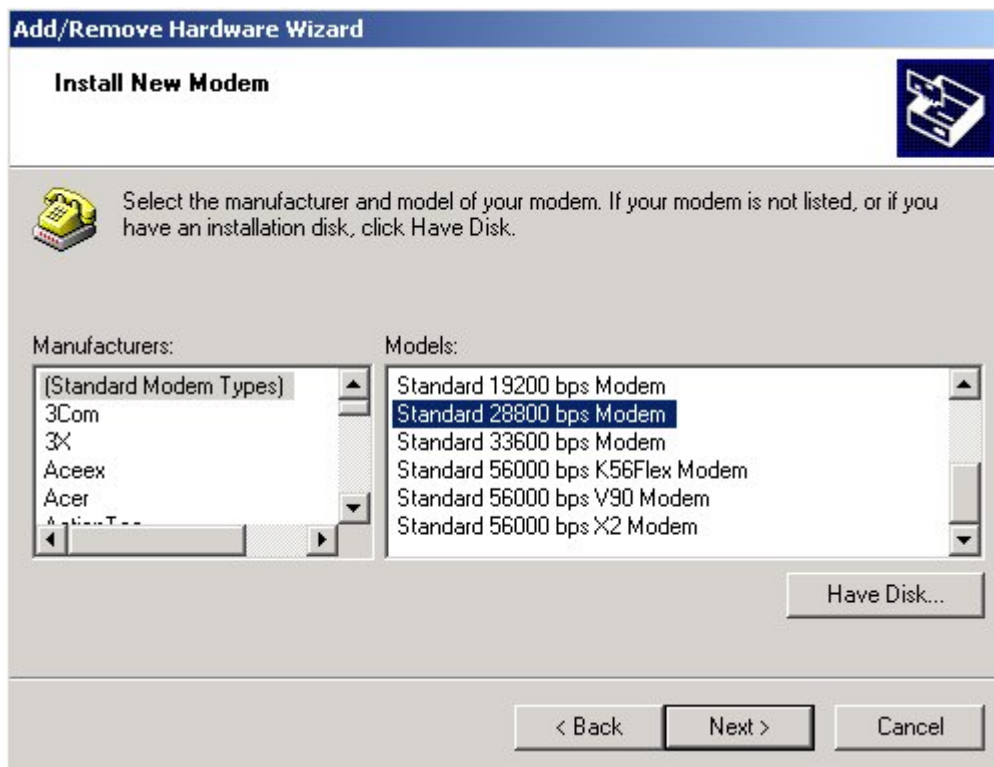 Add/Remove Hardware Wizard
Install New Modem
Select the manufacturer and model of your modem. If your modem is not listed, or if you
have an installation disk, click Have Disk.
Manufacturers:
(Standard Modem Types)
3Com
3X
Aceex
Acer
Models:
Standard 19200 bps Modem
Standard 28800 bps Modem
Standard 33600 bps Modem
Standard 56000 bps K56Flex Modem
Standard 56000 bps V90 Modem
Standard 56000 bps X2 Modem
Have Disk...
< Back
Next >
Cancel